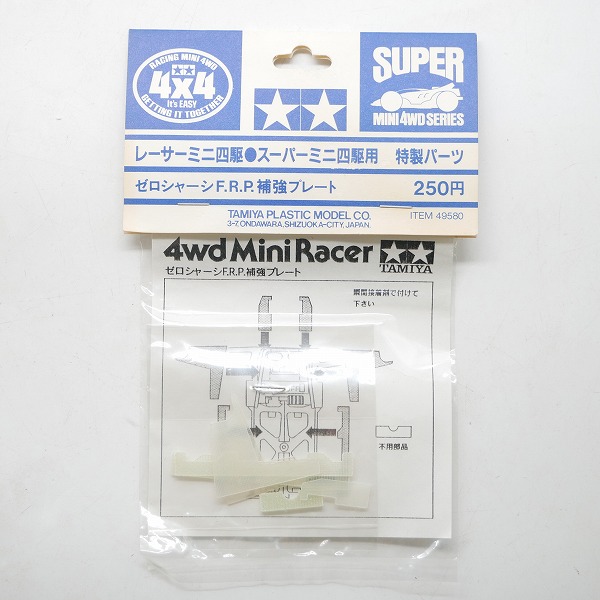 RACING MINI 4WD
4x4
It's EASY
GETTING IT TOGETHER
SUPER
MINI 4WD SERIES
レーサーミニ四駆●スーパーミニ四駆用 特製パーツ
ゼロシャーシF.R.P.補強プレート 250円
TAMIYA PLASTIC MODEL CO.
3-7, ONDAWARA, SHIZUOKA-CITY, JAPAN.
ITEM 49580
4wd Mini Racer
TAMIYA
ゼロシャーシF.R.P.補強プレート
瞬間接着剤で付けて
下さい
不用部品